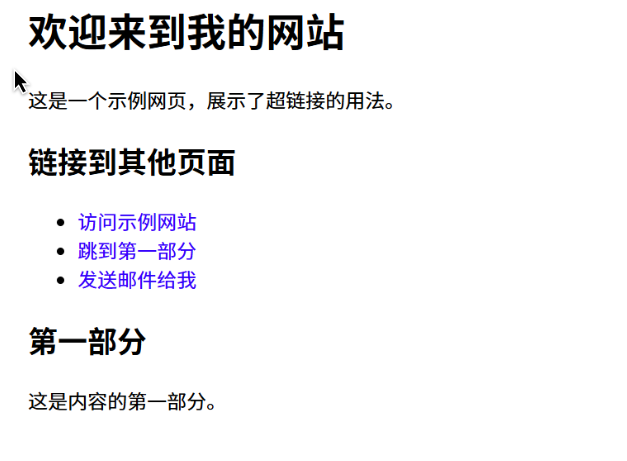 欢迎来到我的网站
这是一个示例网页，展示了超链接的用法。
链接到其他页面
访问示例网站
跳到第一部分
发送邮件给我
第一部分
这是内容的第一部分。